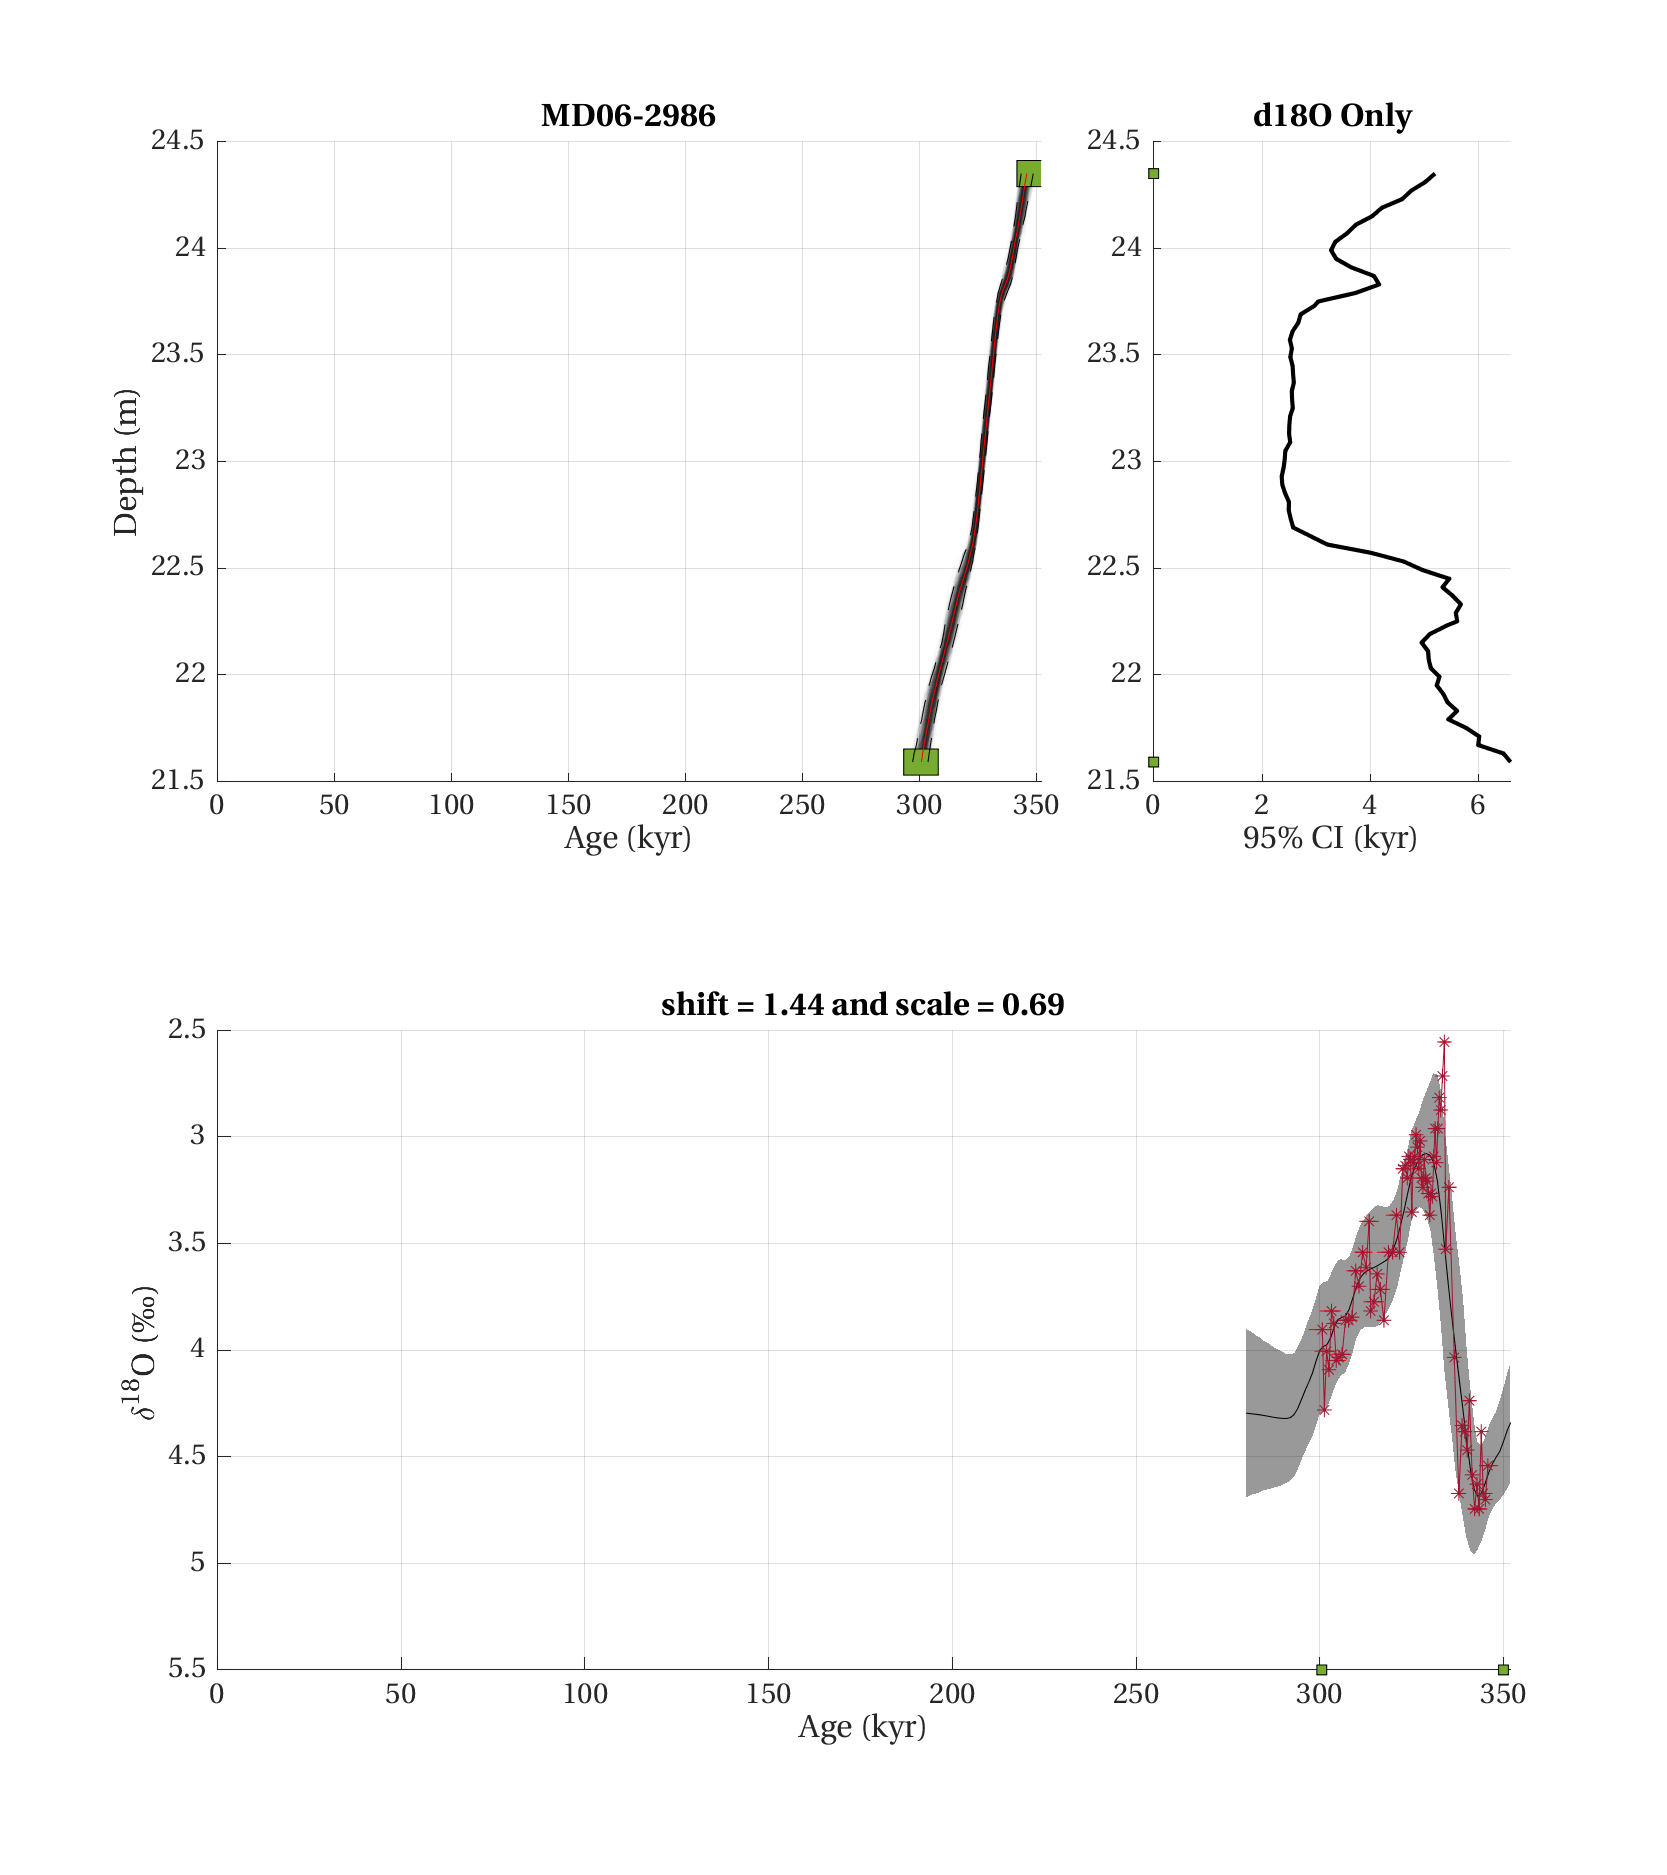 MD06-2986
d18O Only
24.5
24
23.5
23
22.5
22
21.5
Depth (m)
0 50 100 150 200 250 300 350
Age (kyr)
24.5
24
23.5
23
22.5
22
21.5
0 2 4 6
95% CI (kyr)
shift = 1.44 and scale = 0.69
2.5
3
3.5
4
4.5
5
5.5
δ¹⁸O (‰)
0 50 100 150 200 250 300 350
Age (kyr)